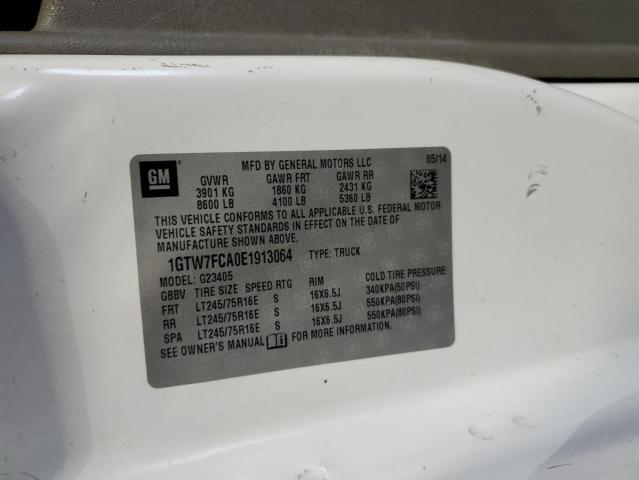 GM
MFD BY GENERAL MOTORS LLC 05/14
GVWR GAWR FRT GAWR RR
3901 KG 1860 KG 2431 KG
8600 LB 4100 LB 5360 LB
THIS VEHICLE CONFORMS TO ALL APPLICABLE U.S. FEDERAL MOTOR
VEHICLE SAFETY STANDARDS IN EFFECT ON THE DATE OF
MANUFACTURE SHOWN ABOVE.
1GTW7FCA0E1913064 TYPE: TRUCK
MODEL: G23405
GBBV TIRE SIZE SPEED RTG RIM COLD TIRE PRESSURE
FRT LT245/75R16E S 16X6.5J 340KPA(50PSI)
RR LT245/75R16E S 16X6.5J 550KPA(80PSI)
SPA LT245/75R16E S 16X6.5J 550KPA(80PSI)
SEE OWNER'S MANUAL FOR MORE INFORMATION.